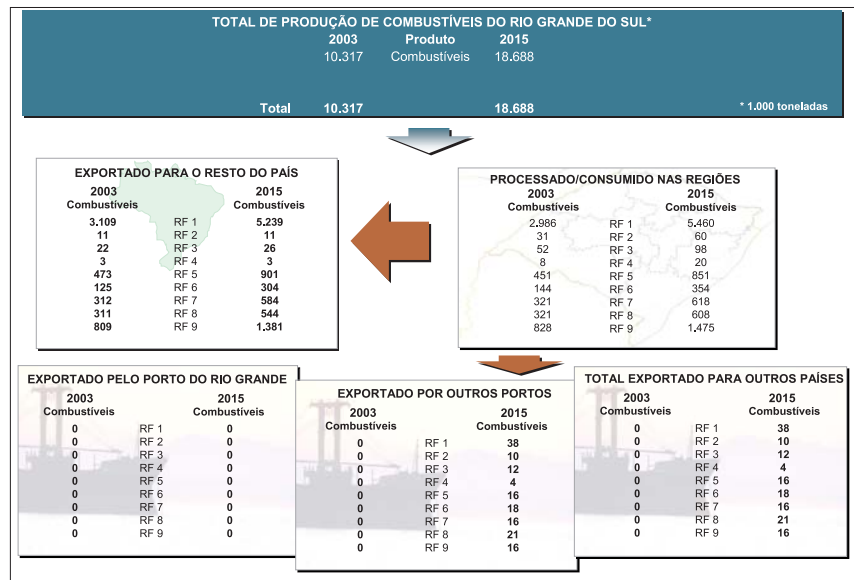 TOTAL DE PRODUÇÃO DE COMBUSTÍVEIS DO RIO GRANDE DO SUL*
2003 Produto 2015
10.317 Combustíveis 18.688
Total 10.317 18.688 * 1.000 toneladas
EXPORTADO PARA O RESTO DO PAÍS
2003 2015
Combustíveis Combustíveis
3.109 RF 1 5.239
11 RF 2 11
22 RF 3 26
3 RF 4 3
473 RF 5 901
125 RF 6 304
312 RF 7 584
311 RF 8 544
809 RF 9 1.381
PROCESSADO/CONSUMIDO NAS REGIÕES
2003 2015
Combustíveis Combustíveis
2.986 RF 1 5.460
31 RF 2 60
52 RF 3 98
8 RF 4 20
451 RF 5 851
144 RF 6 354
321 RF 7 618
321 RF 8 608
828 RF 9 1.475
EXPORTADO PELO PORTO DO RIO GRANDE
2003 2015
Combustíveis Combustíveis
0 RF 1 0
0 RF 2 0
0 RF 3 0
0 RF 4 0
0 RF 5 0
0 RF 6 0
0 RF 7 0
0 RF 8 0
0 RF 9 0
EXPORTADO POR OUTROS PORTOS
2003 2015
Combustíveis Combustíveis
0 RF 1 38
0 RF 2 10
0 RF 3 12
0 RF 4 4
0 RF 5 16
0 RF 6 18
0 RF 7 16
0 RF 8 21
0 RF 9 16
TOTAL EXPORTADO PARA OUTROS PAÍSES
2003 2015
Combustíveis Combustíveis
0 RF 1 38
0 RF 2 10
0 RF 3 12
0 RF 4 4
0 RF 5 16
0 RF 6 18
0 RF 7 16
0 RF 8 21
0 RF 9 16